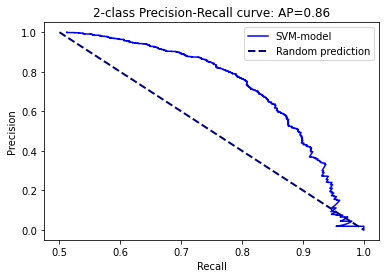 2-class Precision-Recall curve: AP=0.86
SVM-model
Random prediction
Precision
1.0
0.8
0.6
0.4
0.2
0.0
0.5 0.6 0.7 0.8 0.9 1.0
Recall